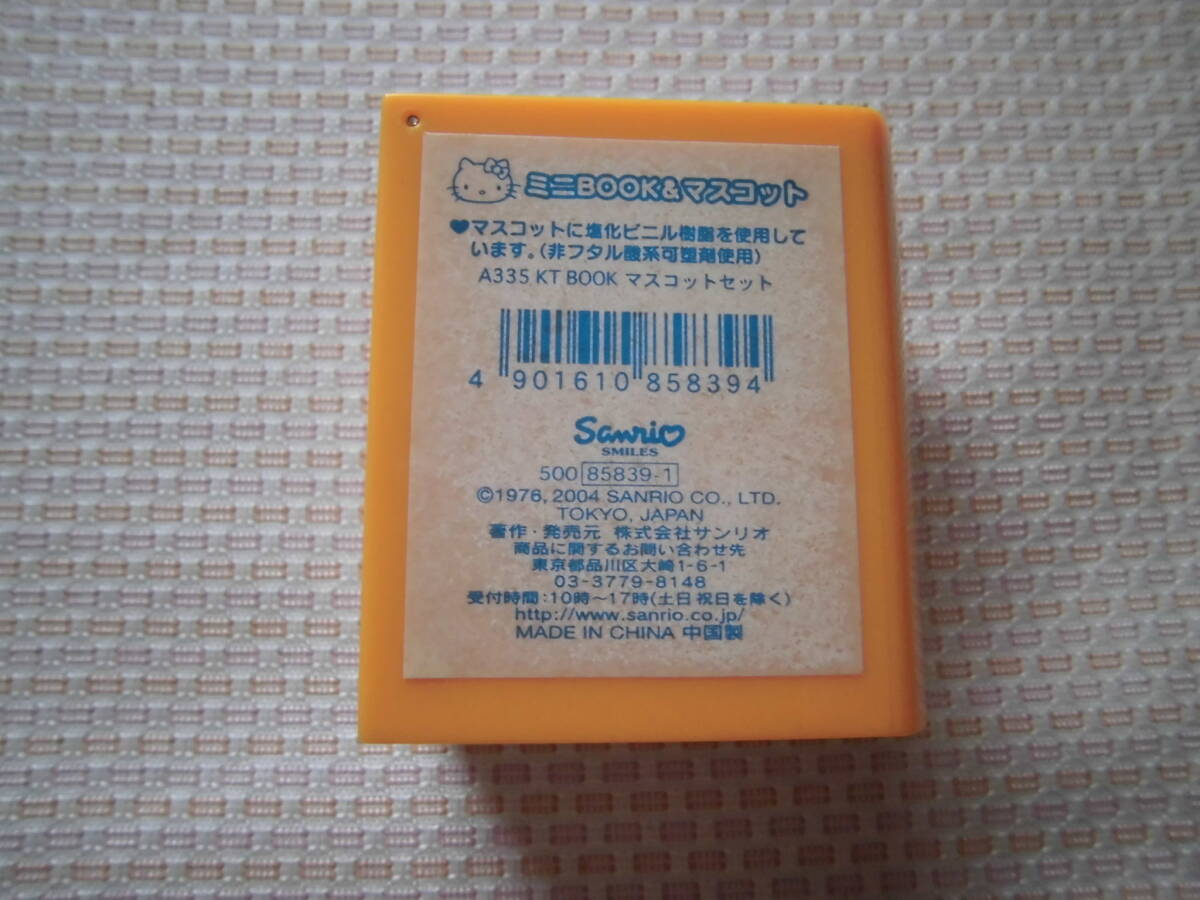 ミニBOOK&マスコット
♥マスコットに塩化ビニル樹脂を使用して
います。(非フタル酸系可塑剤使用)
A335 KT BOOK マスコットセット
4 901610 858394
Sanrio
SMILES
500 85839-1
©1976, 2004 SANRIO CO., LTD.
TOKYO, JAPAN
著作・発売元 株式会社サンリオ
商品に関するお問い合わせ先
東京都品川区大崎1-6-1
03-3779-8148
受付時間:10時~17時(土日祝日を除く)
http://www.sanrio.co.jp/
MADE IN CHINA 中国製